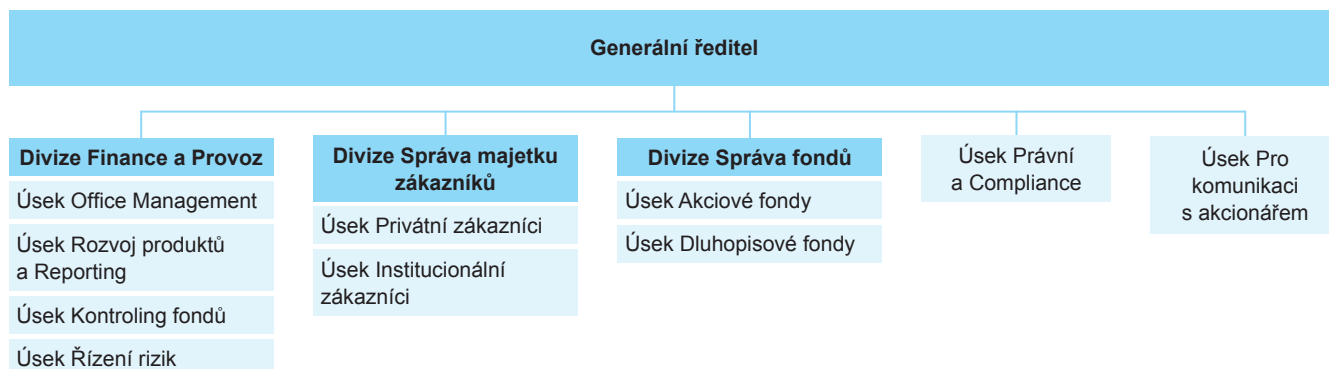 Generální ředitel
Divize Finance a Provoz
Úsek Office Management
Úsek Rozvoj produktů
a Reporting
Úsek Kontroling fondů
Úsek Řízení rizik
Divize Správa majetku
zákazníků
Úsek Privátní zákazníci
Úsek Institucionální
zákazníci
Divize Správa fondů
Úsek Akciové fondy
Úsek Dluhopisové fondy
Úsek Právní
a Compliance
Úsek Pro
komunikaci
s akcionářem